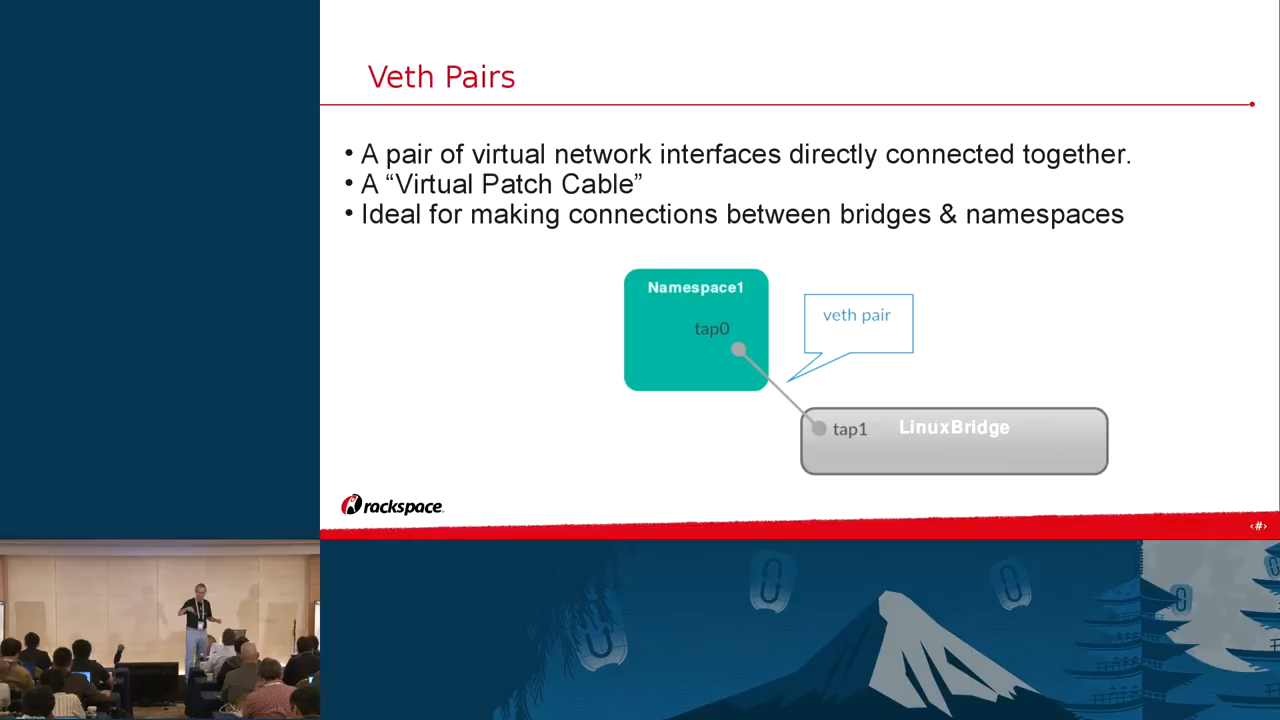 Veth Pairs
• A pair of virtual network interfaces directly connected together.
• A “Virtual Patch Cable”
• Ideal for making connections between bridges & namespaces
Namespace1
tap0
veth pair
tap1
LinuxBridge
rackspace.
‹#›